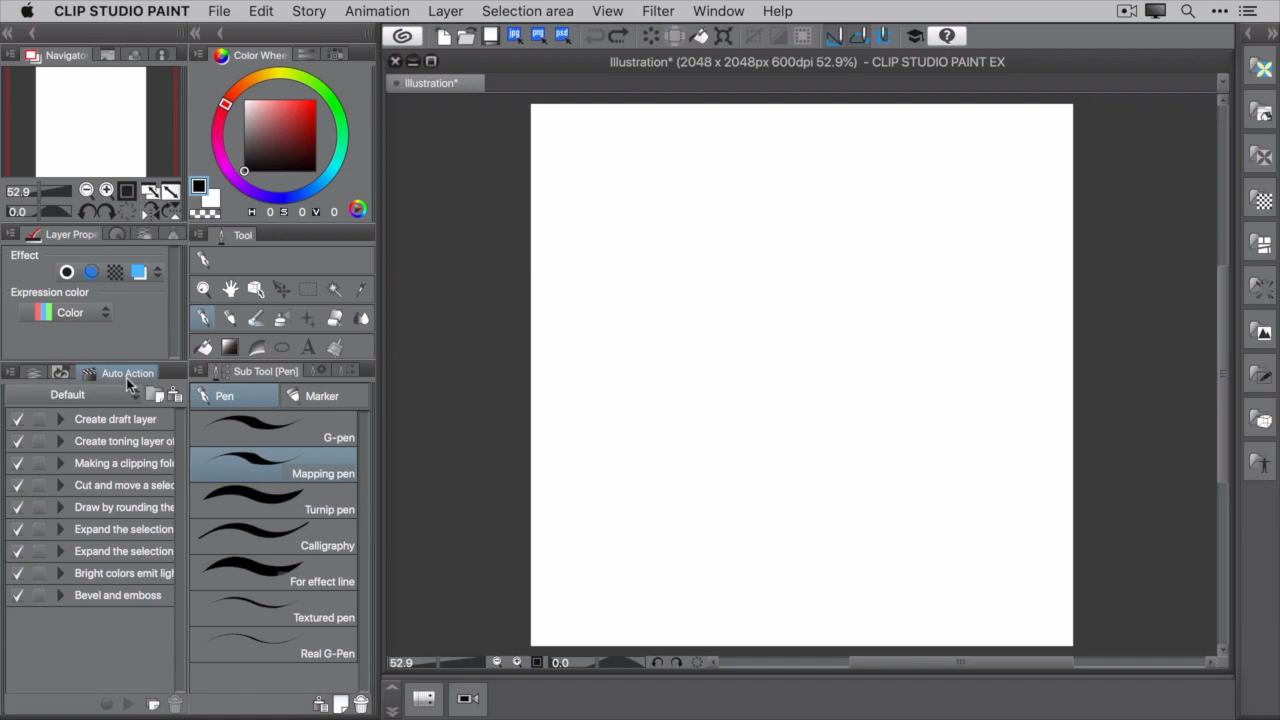 CLIP STUDIO PAINT File Edit Story Animation Layer Selection area View Filter Window Help
Navigato
Color Whee
jpg png psd
Illustration* (2048 x 2048px 600dpi 52.9%) - CLIP STUDIO PAINT EX
Illustration*
52.9
0.0
H 0 S 0 V 0
Layer Prope
Tool
Effect
Expression color
Color
Auto Action
Sub Tool [Pen]
Default
Pen
Marker
Create draft layer
Create toning layer of
Making a clipping fold
Cut and move a selec
Draw by rounding the
Expand the selection
Expand the selection
Bright colors emit ligh
Bevel and emboss
G-pen
Mapping pen
Turnip pen
Calligraphy
For effect line
Textured pen
Real G-Pen
52.9
0.0